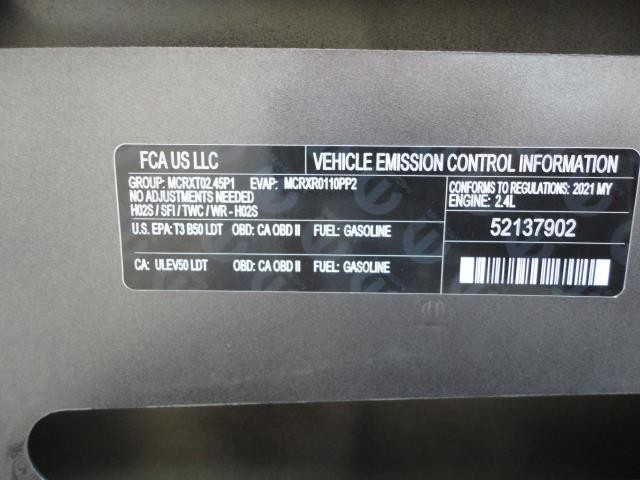 FCA US LLC
VEHICLE EMISSION CONTROL INFORMATION
GROUP: MCRXT02.45P1 EVAP: MCRXR0110PP2
NO ADJUSTMENTS NEEDED
H02S / SFI / TWC / WR - H02S
CONFORMS TO REGULATIONS: 2021 MY
ENGINE: 2.4L
U.S. EPA: T3 B50 LDT OBD: CA OBD II FUEL: GASOLINE
52137902
CA: ULEV50 LDT OBD: CA OBD II FUEL: GASOLINE